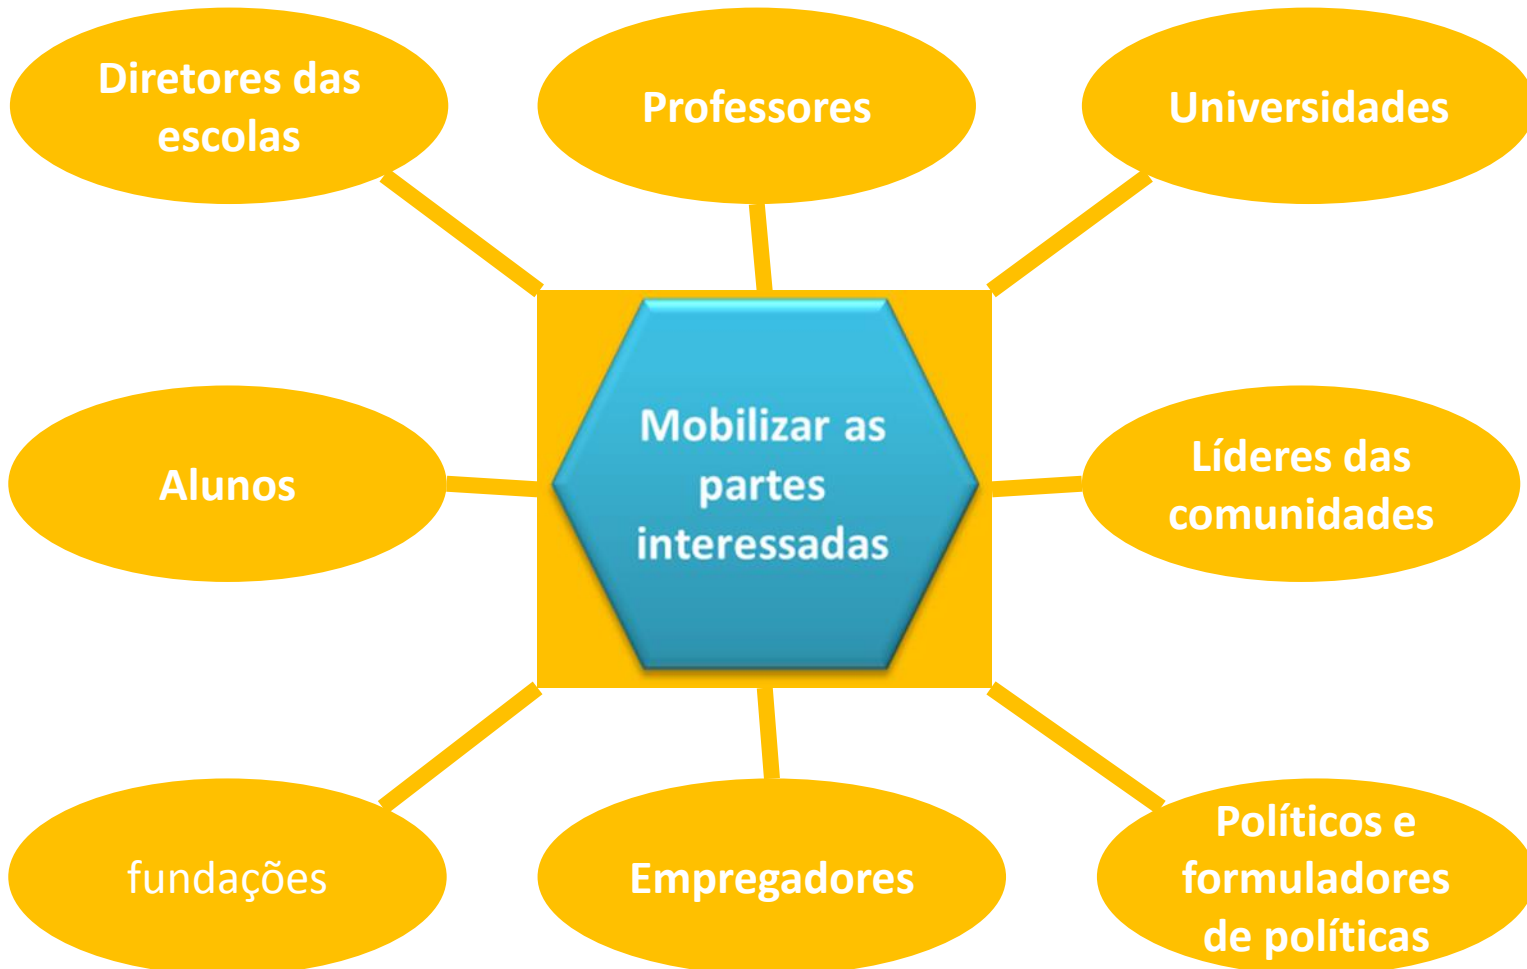 Diretores das
escolas
Professores
Universidades
Mobilizar as
partes
interessadas
Alunos
Líderes das
comunidades
fundações
Empregadores
Políticos e
formuladores
de políticas